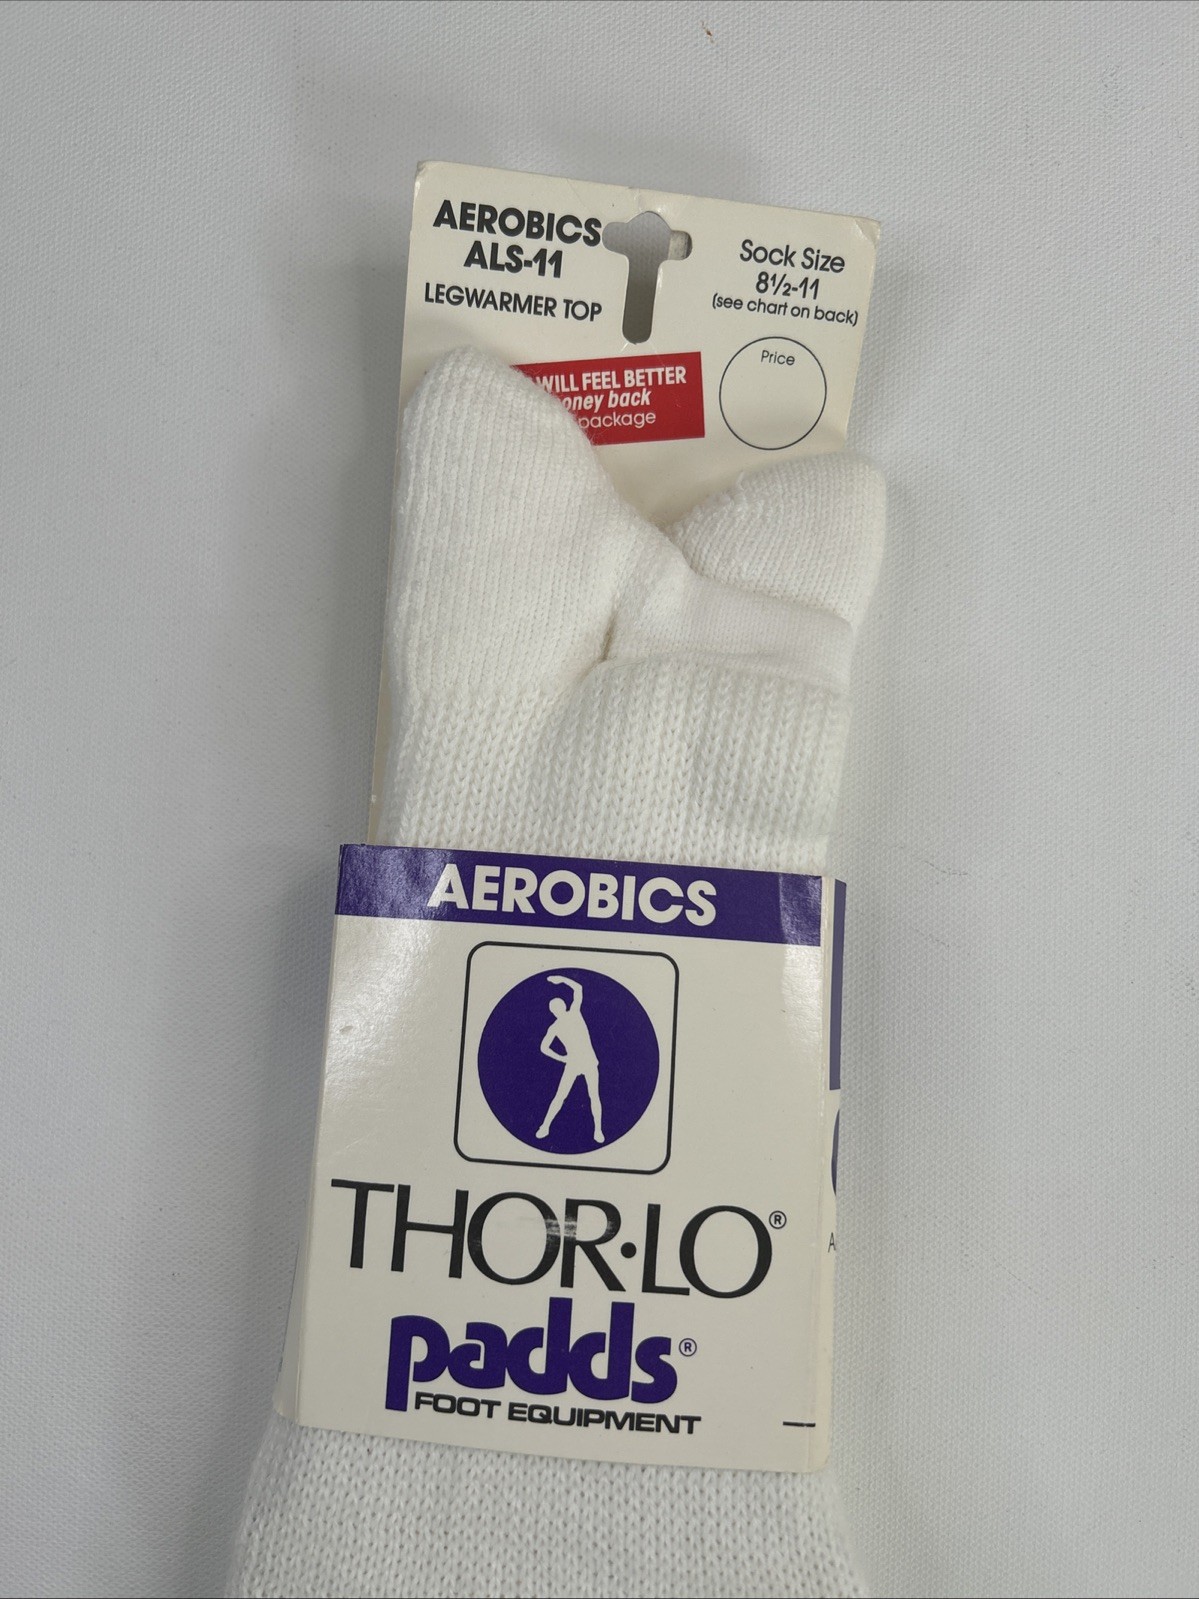 AEROBICS
ALS-11
LEGWARMER TOP
Sock Size
8½-11
(see chart on back)
Price
WILL FEEL BETTER
oney back
package
AEROBICS
THOR·LO®
padds®
FOOT EQUIPMENT